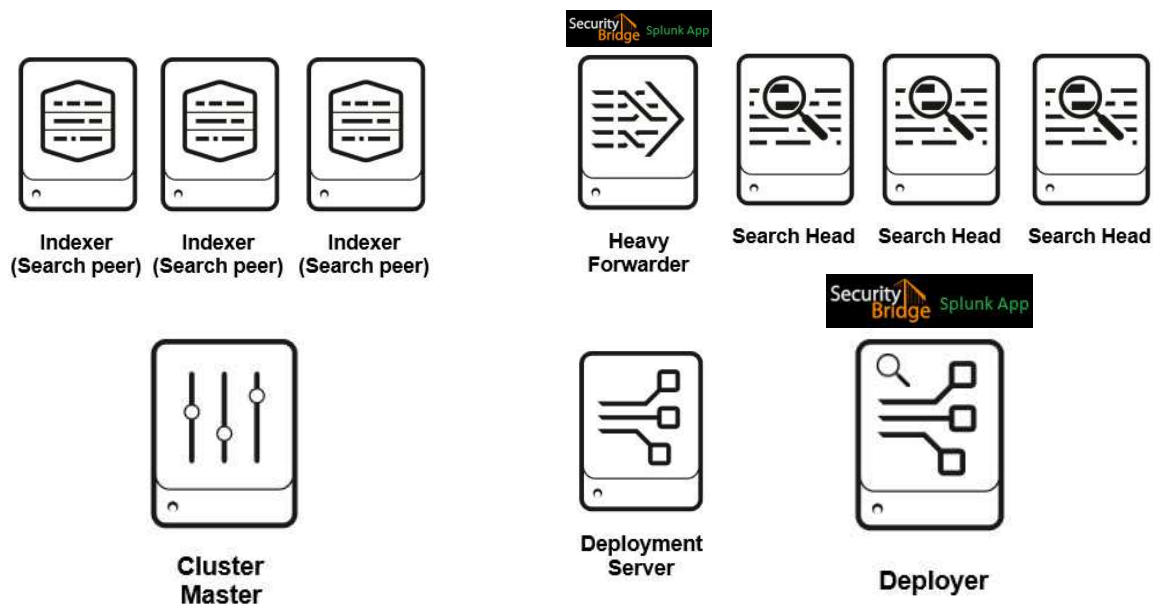 Security
Bridge Splunk App
Indexer
(Search peer)
Indexer
(Search peer)
Indexer
(Search peer)
Heavy
Forwarder
Search Head
Search Head
Search Head
Security
Bridge Splunk App
Cluster
Master
Deployment
Server
Deployer